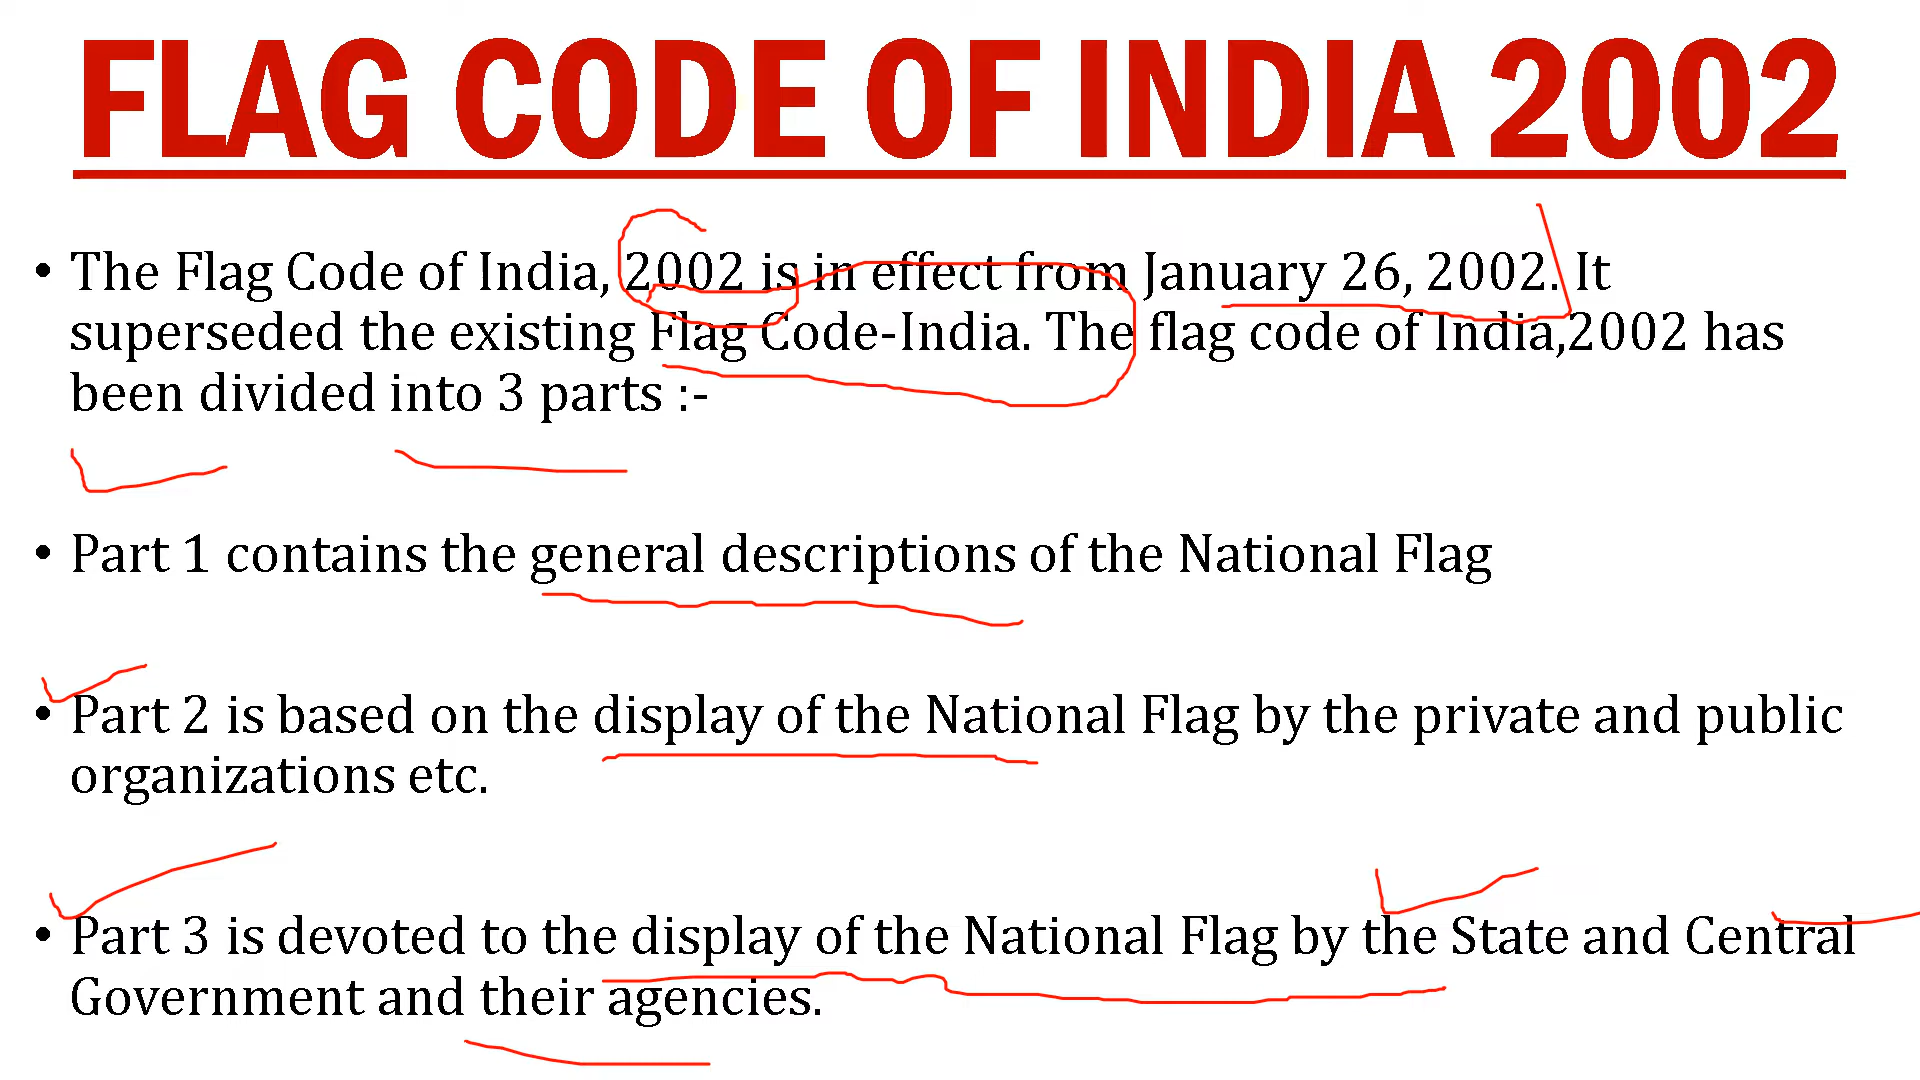 FLAG CODE OF INDIA 2002
• The Flag Code of India, 2002 is in effect from January 26, 2002. It
superseded the existing Flag Code-India. The flag code of India,2002 has
been divided into 3 parts :-
• Part 1 contains the general descriptions of the National Flag
• Part 2 is based on the display of the National Flag by the private and public
organizations etc.
• Part 3 is devoted to the display of the National Flag by the State and Central
Government and their agencies.